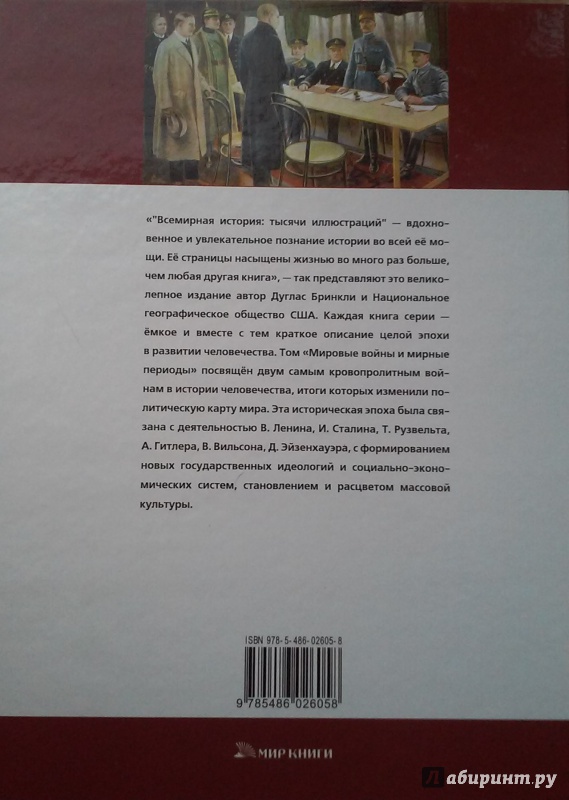 «"Всемирная история: тысячи иллюстраций" — вдохно-
венное и увлекательное познание истории во всей её мо-
щи. Её страницы насыщены жизнью во много раз больше,
чем любая другая книга», — так представляют это велико-
лепное издание автор Дуглас Бринкли и Национальное
географическое общество США. Каждая книга серии —
ёмкое и вместе с тем краткое описание целой эпохи
в развитии человечества. Том «Мировые войны и мирные
периоды» посвящён двум самым кровопролитным вой-
нам в истории человечества, итоги которых изменили по-
литическую карту мира. Эта историческая эпоха была свя-
зана с деятельностью В. Ленина, И. Сталина, Т. Рузвельта,
А. Гитлера, В. Вильсона, Д. Эйзенхауэра, с формированием
новых государственных идеологий и социально-эконо-
мических систем, становлением и расцветом массовой
культуры.
ISBN 978-5-486-02605-8
9 785486 026058
МИР КНИГИ
Л абиринт.ру